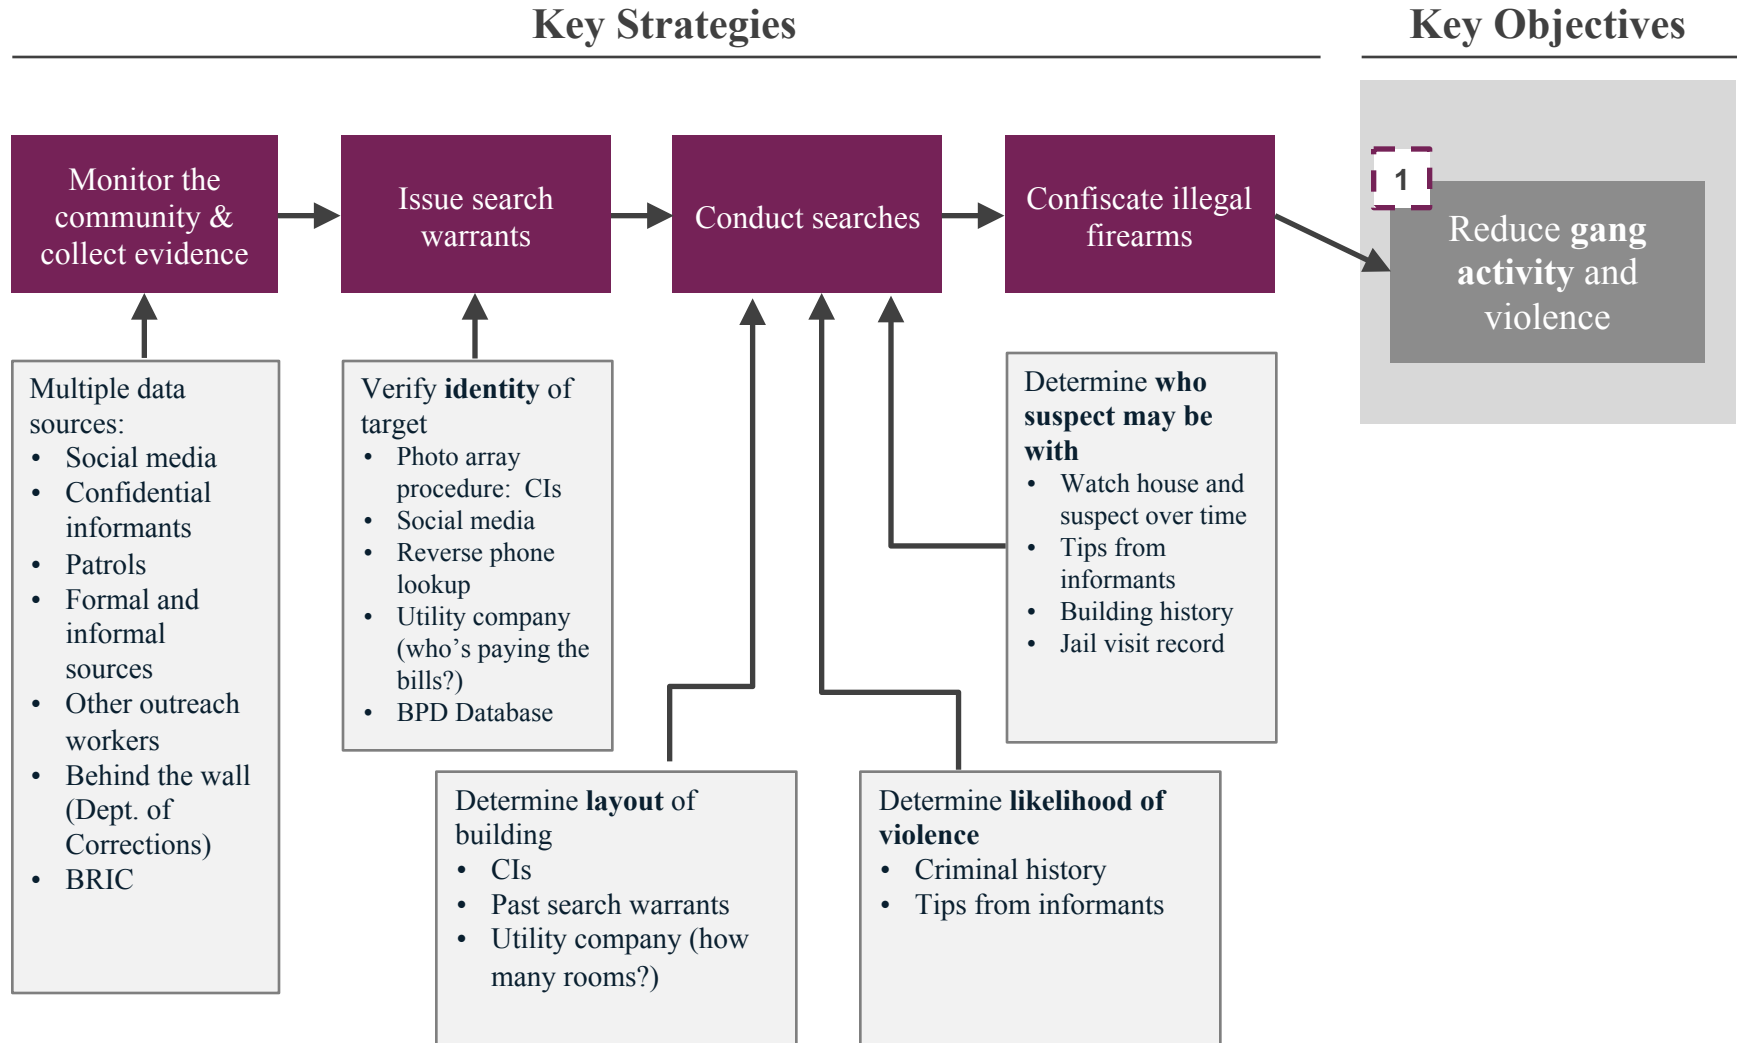 Key Strategies
Key Objectives
Monitor the
community &
collect evidence
Issue search
warrants
Conduct searches
Confiscate illegal
firearms
1
Reduce gang
activity and
violence
Multiple data
sources:
• Social media
• Confidential
informants
• Patrols
• Formal and
informal
sources
• Other outreach
workers
• Behind the wall
(Dept. of
Corrections)
• BRIC
Verify identity of
target
• Photo array
procedure: CIs
• Social media
• Reverse phone
lookup
• Utility company
(who’s paying the
bills?)
• BPD Database
Determine who
suspect may be
with
• Watch house and
suspect over time
• Tips from
informants
• Building history
• Jail visit record
Determine layout of
building
• CIs
• Past search warrants
• Utility company (how
many rooms?)
Determine likelihood of
violence
• Criminal history
• Tips from informants